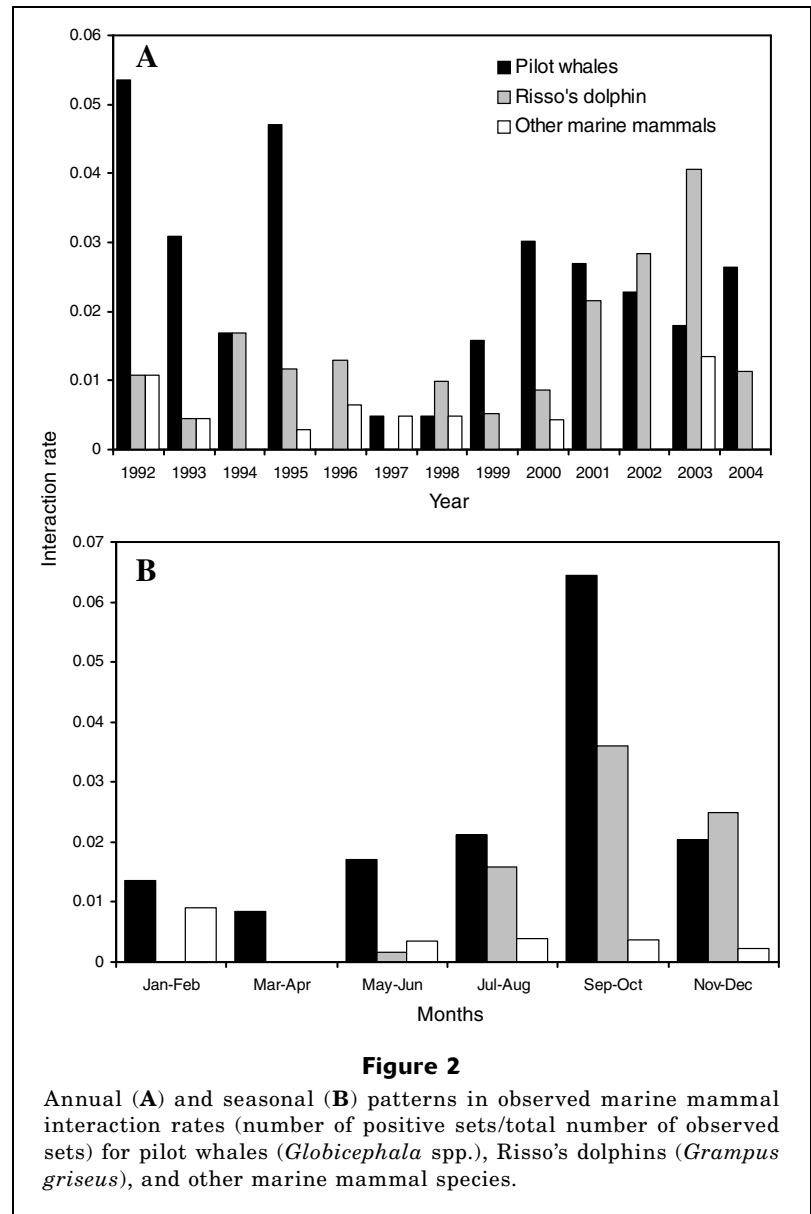 A
Pilot whales
Risso's dolphin
Other marine mammals
0.06
0.05
0.04
0.03
0.02
0.01
0
1992 1993 1994 1995 1996 1997 1998 1999 2000 2001 2002 2003 2004
Year
Interaction rate
B
0.07
0.06
0.05
0.04
0.03
0.02
0.01
0
Jan-Feb Mar-Apr May-Jun Jul-Aug Sep-Oct Nov-Dec
Months
Figure 2
Annual (A) and seasonal (B) patterns in observed marine mammal
interaction rates (number of positive sets/total number of observed
sets) for pilot whales (Globicephala spp.), Risso's dolphins (Grampus
griseus), and other marine mammal species.